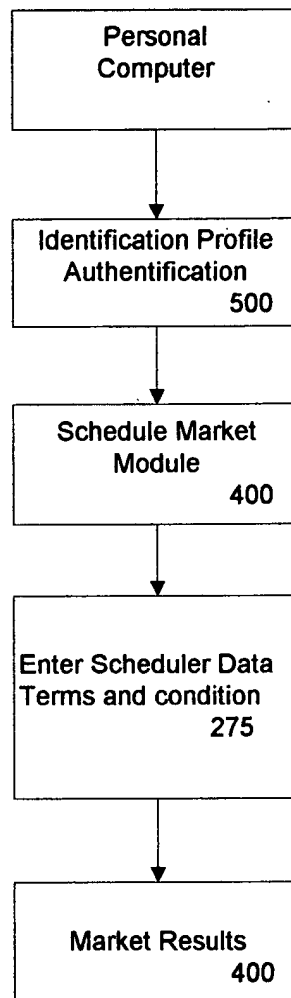 Personal
Computer
Identification Profile
Authentification
500
Schedule Market
Module
400
Enter Scheduler Data
Terms and condition
275
Market Results
400